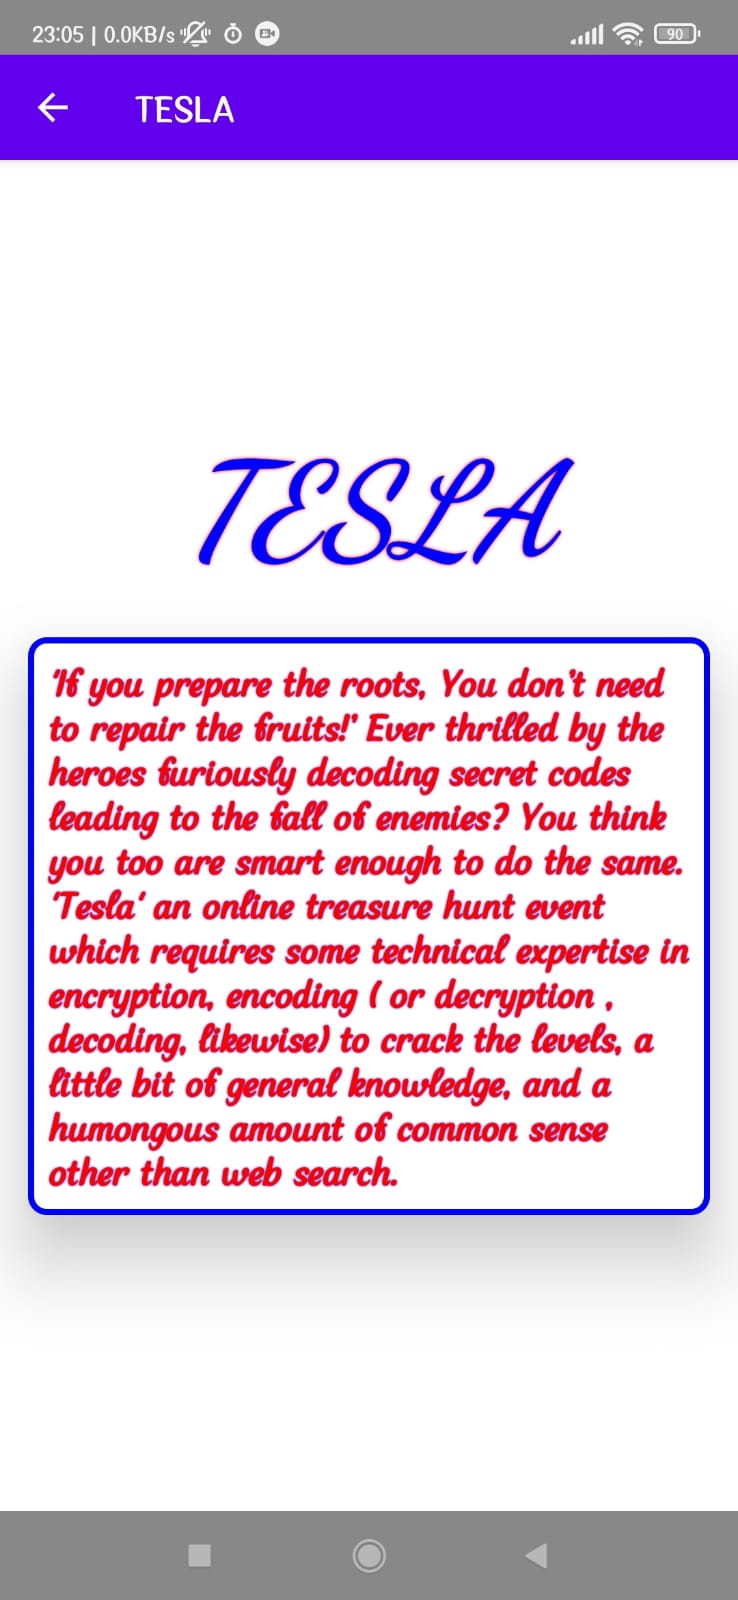 23:05 | 0.0KB/s
90
TESLA
TESLA
'If you prepare the roots, You don't need
to repair the fruits!' Ever thrilled by the
heroes furiously decoding secret codes
leading to the fall of enemies? You think
you too are smart enough to do the same.
'Tesla' an online treasure hunt event
which requires some technical expertise in
encryption, encoding ( or decryption ,
decoding, likewise) to crack the levels, a
little bit of general knowledge, and a
humongous amount of common sense
other than web search.